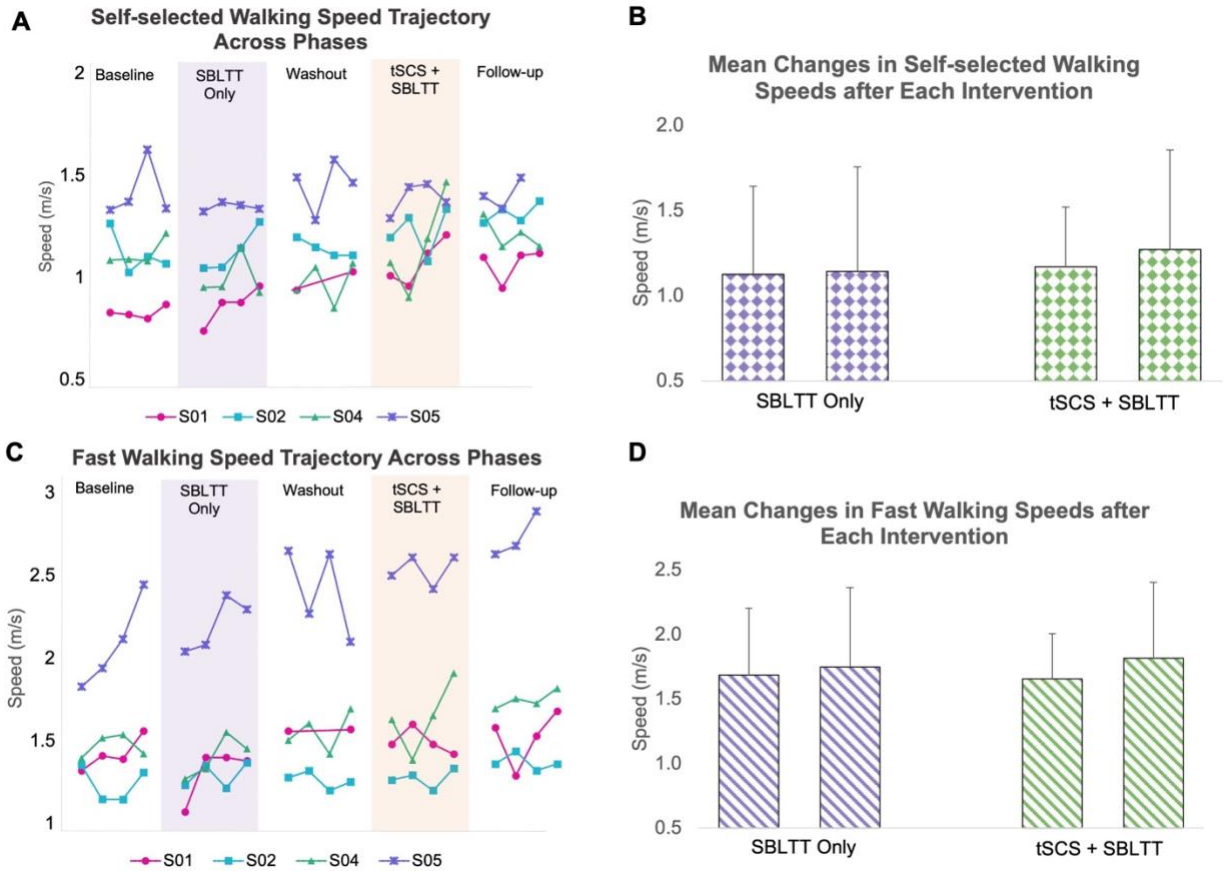 A
Self-selected Walking Speed Trajectory
Across Phases
Baseline
SBLTT
Only
Washout
tSCS +
SBLTT
Follow-up
2
1.5
1
0.5
Speed (m/s)
S01 S02 S04 S05
B
Mean Changes in Self-selected Walking
Speeds after Each Intervention
2.0
1.5
1.0
0.5
Speed (m/s)
SBLTT Only
tSCS + SBLTT
C
Fast Walking Speed Trajectory Across Phases
Baseline
SBLTT
Only
Washout
tSCS +
SBLTT
Follow-up
3
2.5
2
1.5
1
Speed (m/s)
S01 S02 S04 S05
D
Mean Changes in Fast Walking Speeds after
Each Intervention
2.5
2.0
1.5
1.0
0.5
Speed (m/s)
SBLTT Only
tSCS + SBLTT